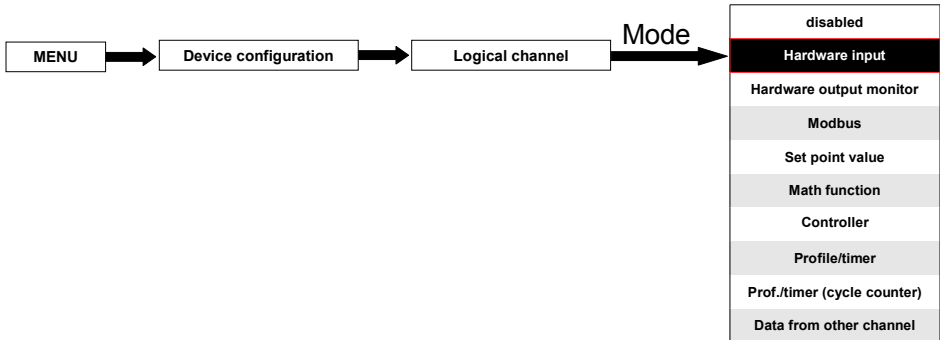 MENU
Device configuration
Logical channel
Mode
disabled
Hardware input
Hardware output monitor
Modbus
Set point value
Math function
Controller
Profile/timer
Prof./timer (cycle counter)
Data from other channel